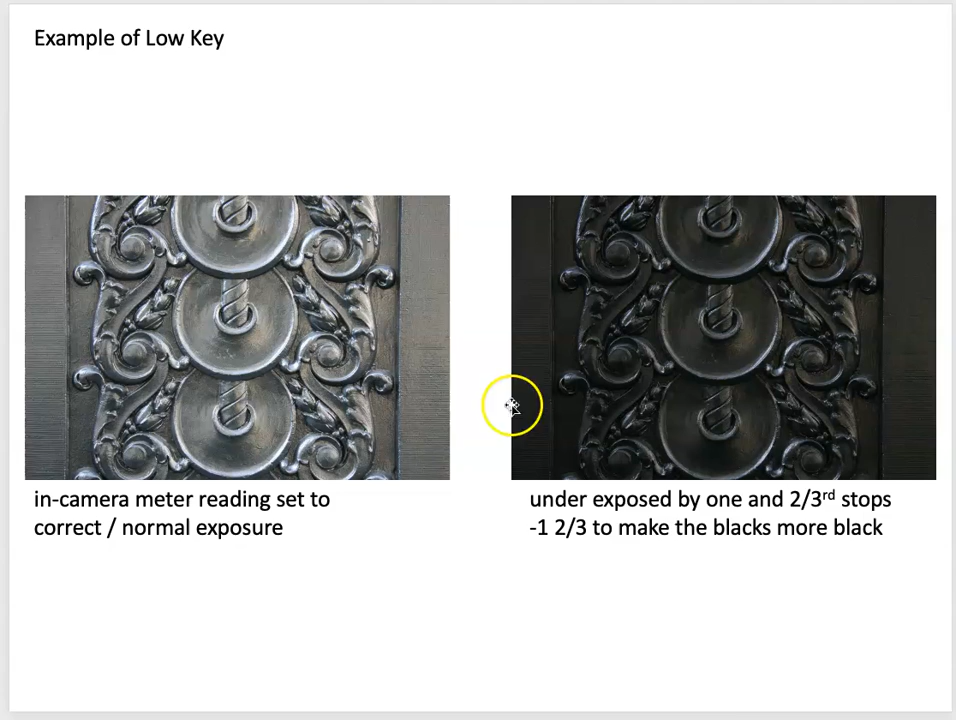 Example of Low Key
in-camera meter reading set to
correct / normal exposure
under exposed by one and 2/3rd stops
-1 2/3 to make the blacks more black